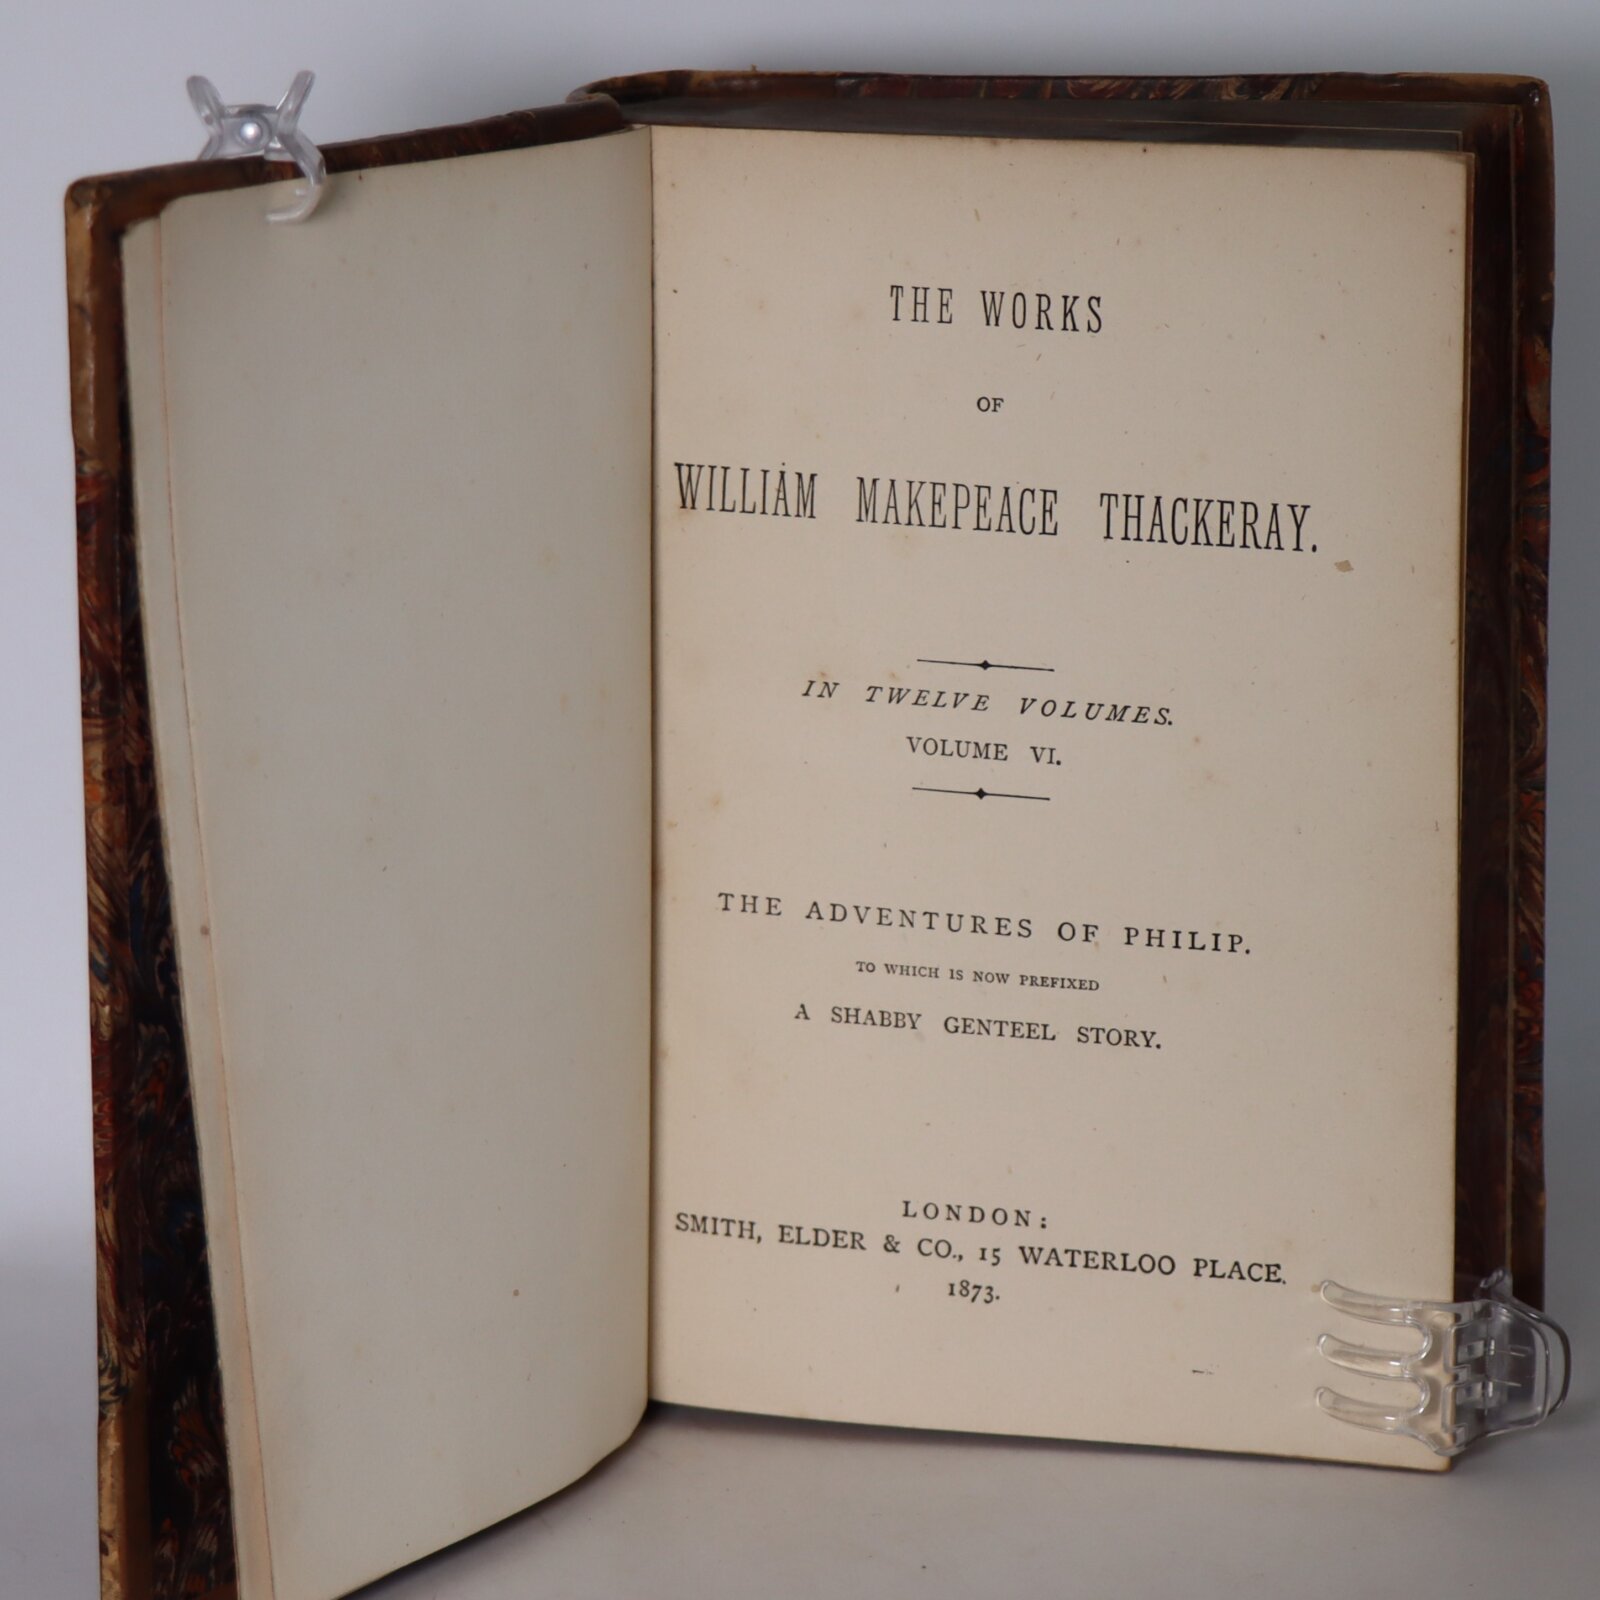 THE WORKS
OF
WILLIAM MAKEPEACE THACKERAY.
IN TWELVE VOLUMES.
VOLUME VI.
THE ADVENTURES OF PHILIP.
TO WHICH IS NOW PREFIXED
A SHABBY GENTEEL STORY.
LONDON:
SMITH, ELDER & CO., 15 WATERLOO PLACE.
1873.